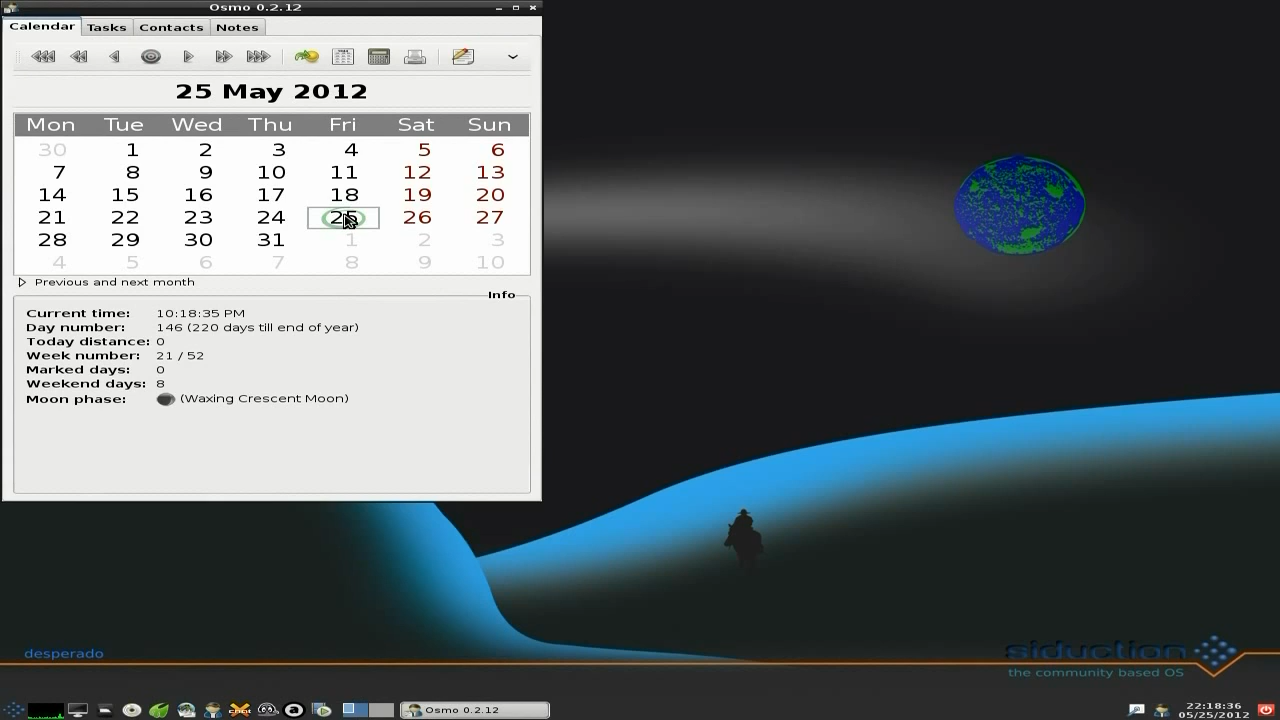 Osmo 0.2.12
Calendar Tasks Contacts Notes
25 May 2012
Mon Tue Wed Thu Fri Sat Sun
30 1 2 3 4 5 6
7 8 9 10 11 12 13
14 15 16 17 18 19 20
21 22 23 24 25 26 27
28 29 30 31 1 2 3
4 5 6 7 8 9 10
Previous and next month
Info
Current time: 10:18:35 PM
Day number: 146 (220 days till end of year)
Today distance: 0
Week number: 21 / 52
Marked days: 0
Weekend days: 8
Moon phase: (Waxing Crescent Moon)
desperado
siduction
the community based OS
Osmo 0.2.12
22:18:36
05/25/2012